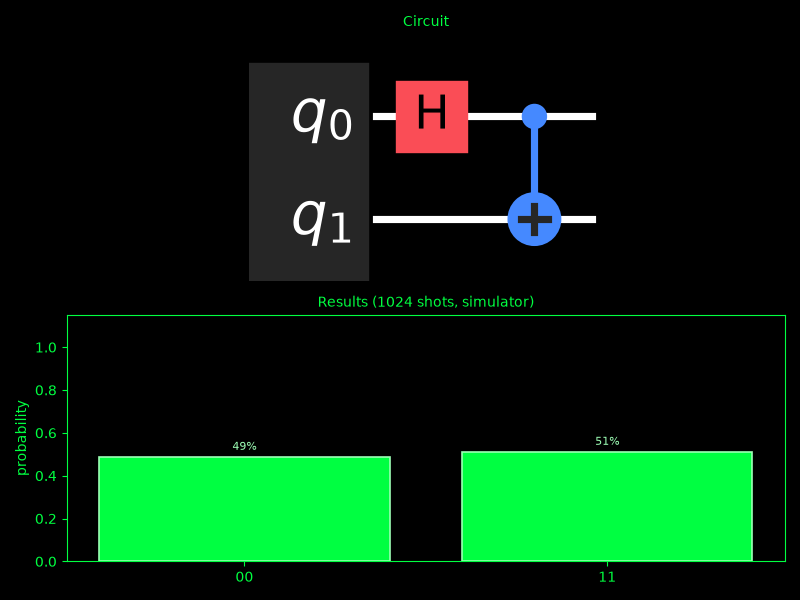 Circuit
q0
H
q1
Results (1024 shots, simulator)
probability
1.0
0.8
0.6
0.4
0.2
0.0
49%
51%
00
11